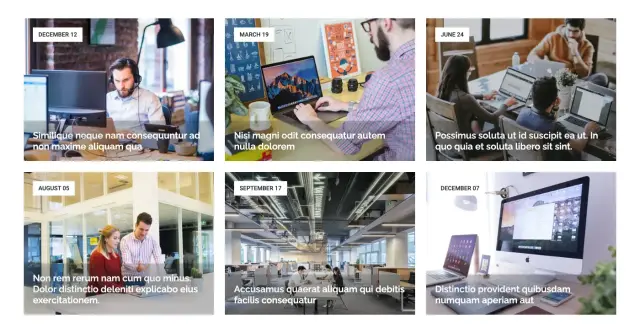 DECEMBER 12
Similique neque nam consequuntur ad
non maxime aliquam quia
MARCH 19
Nisi magni odit consequatur autem
nulla dolorem
JUNE 24
Possimus soluta ut id suscipit ea ut. In
quo quia et soluta libero sit sint.
AUGUST 05
Non rem rerum nam cum quo minus.
Dolor distinctio deleniti explicabo eius
exercitationem.
SEPTEMBER 17
Accusamus quaerat aliquam qui debitis
facilis consequatur
DECEMBER 07
Distinctio provident quibusdam
numquam aperiam aut